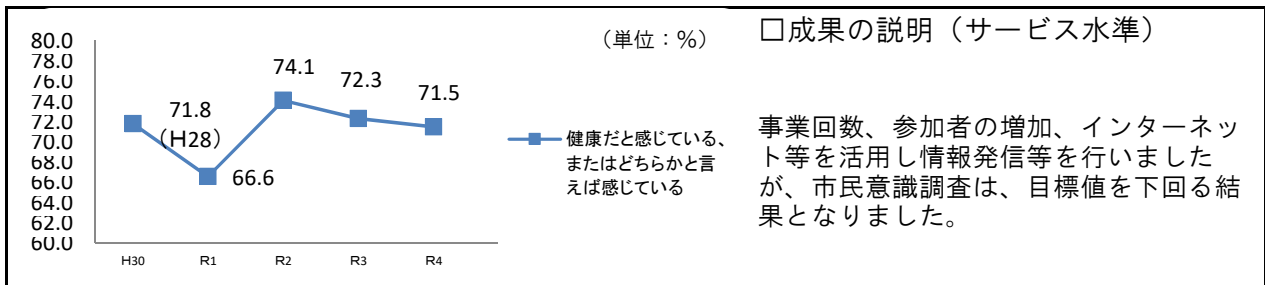 80.0
78.0
76.0
74.0
72.0
70.0
68.0
66.0
64.0
62.0
60.0
(単位:%)
71.8
(H28)
66.6
74.1
72.3
71.5
H30
R1
R2
R3
R4
健康だと感じている、
またはどちらかと言
えば感じている
□成果の説明(サービス水準)
事業回数、参加者の増加、インターネッ
ト等を活用し情報発信等を行いました
が、市民意識調査は、目標値を下回る結
果となりました。